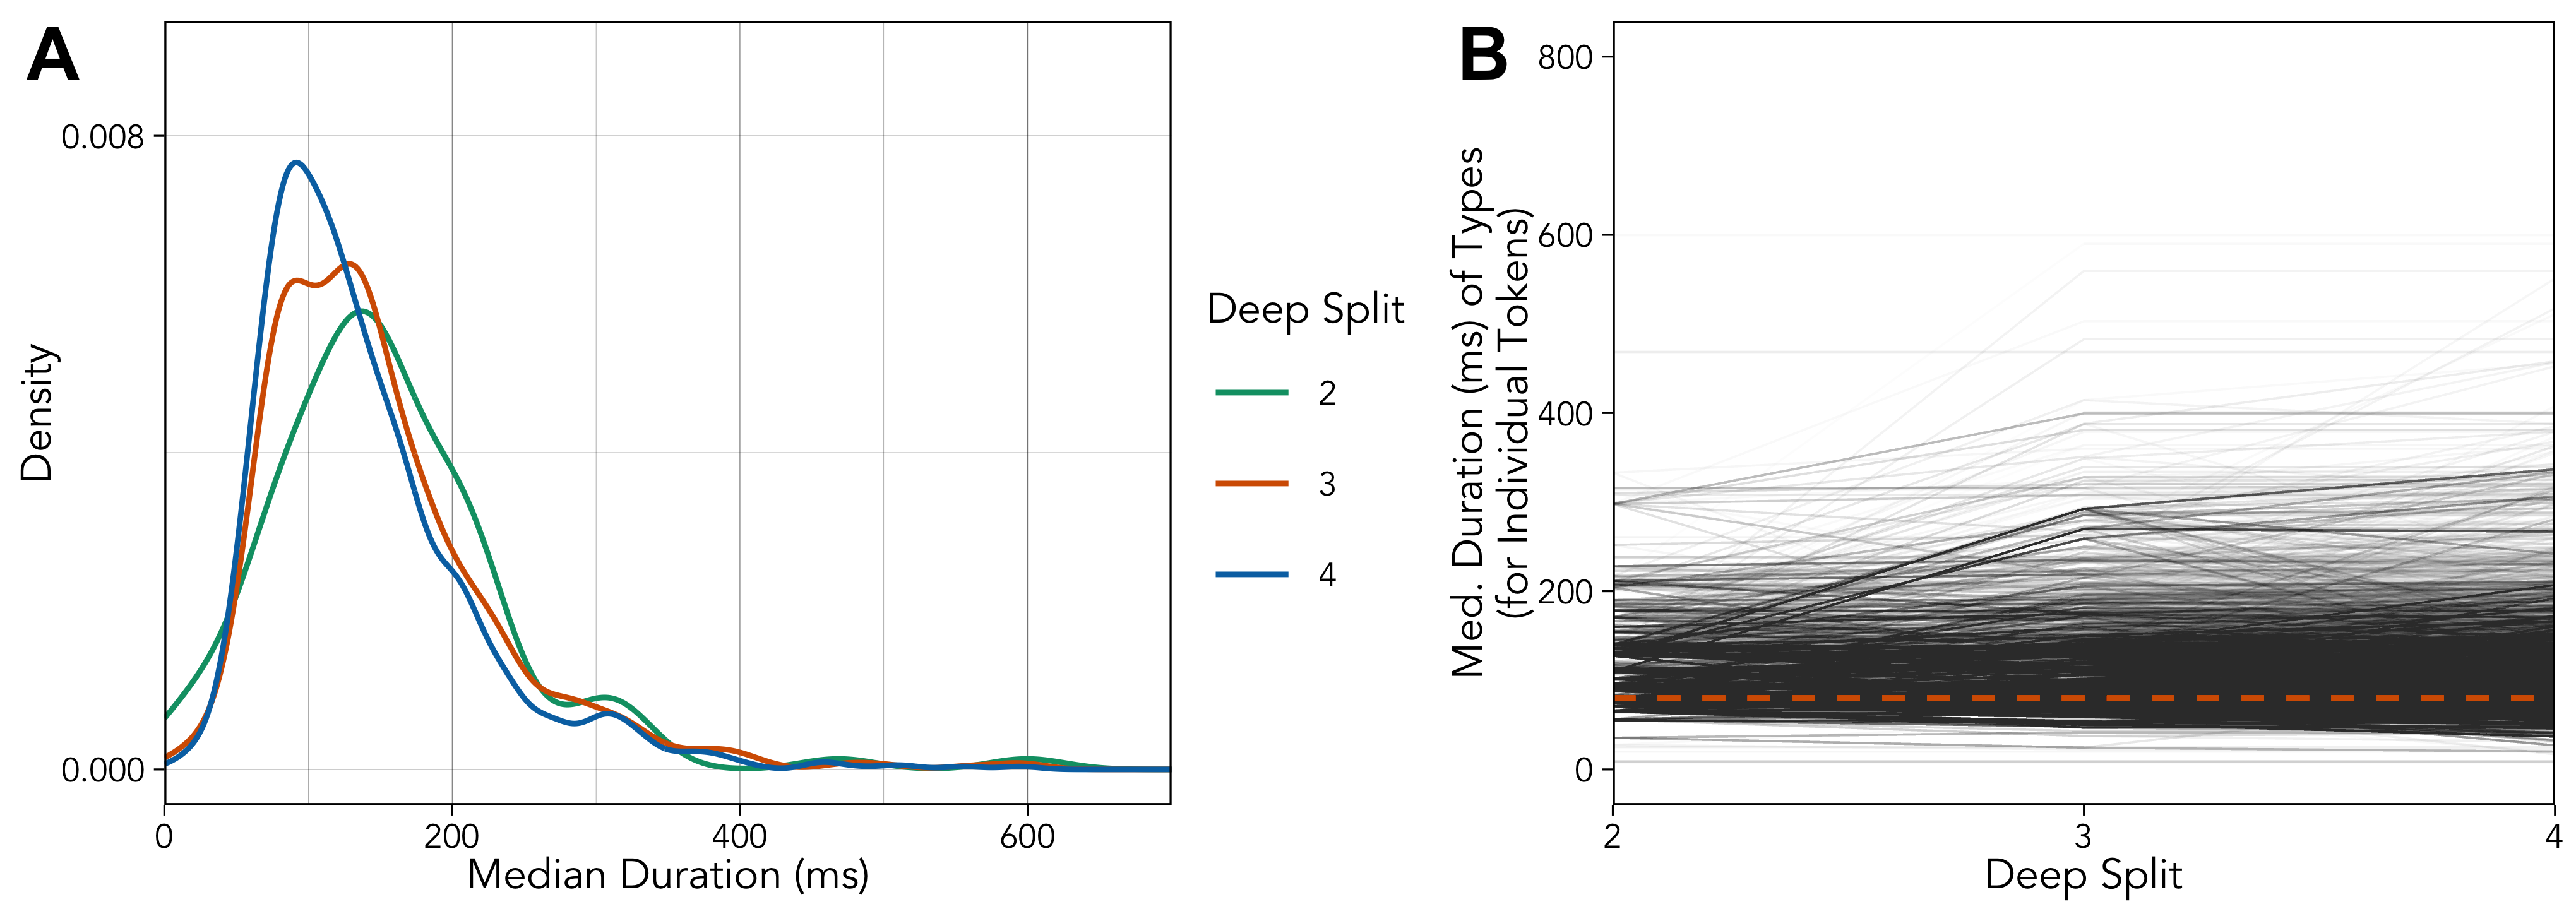 A
0.008
0.000
Density
0
200
400
600
Median Duration (ms)
Deep Split
2
3
4
B
800
600
400
200
0
Med. Duration (ms) of Types
(for Individual Tokens)
2
3
4
Deep Split